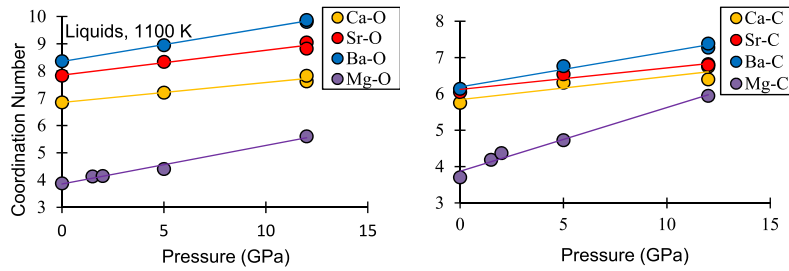 Liquids, 1100 K
Ca-O
Sr-O
Ba-O
Mg-O
Coordination Number
10
9
8
7
6
5
4
3
0
5
10
15
Pressure (GPa)
Ca-C
Sr-C
Ba-C
Mg-C
8
7
6
5
4
3
0
5
10
15
Pressure (GPa)